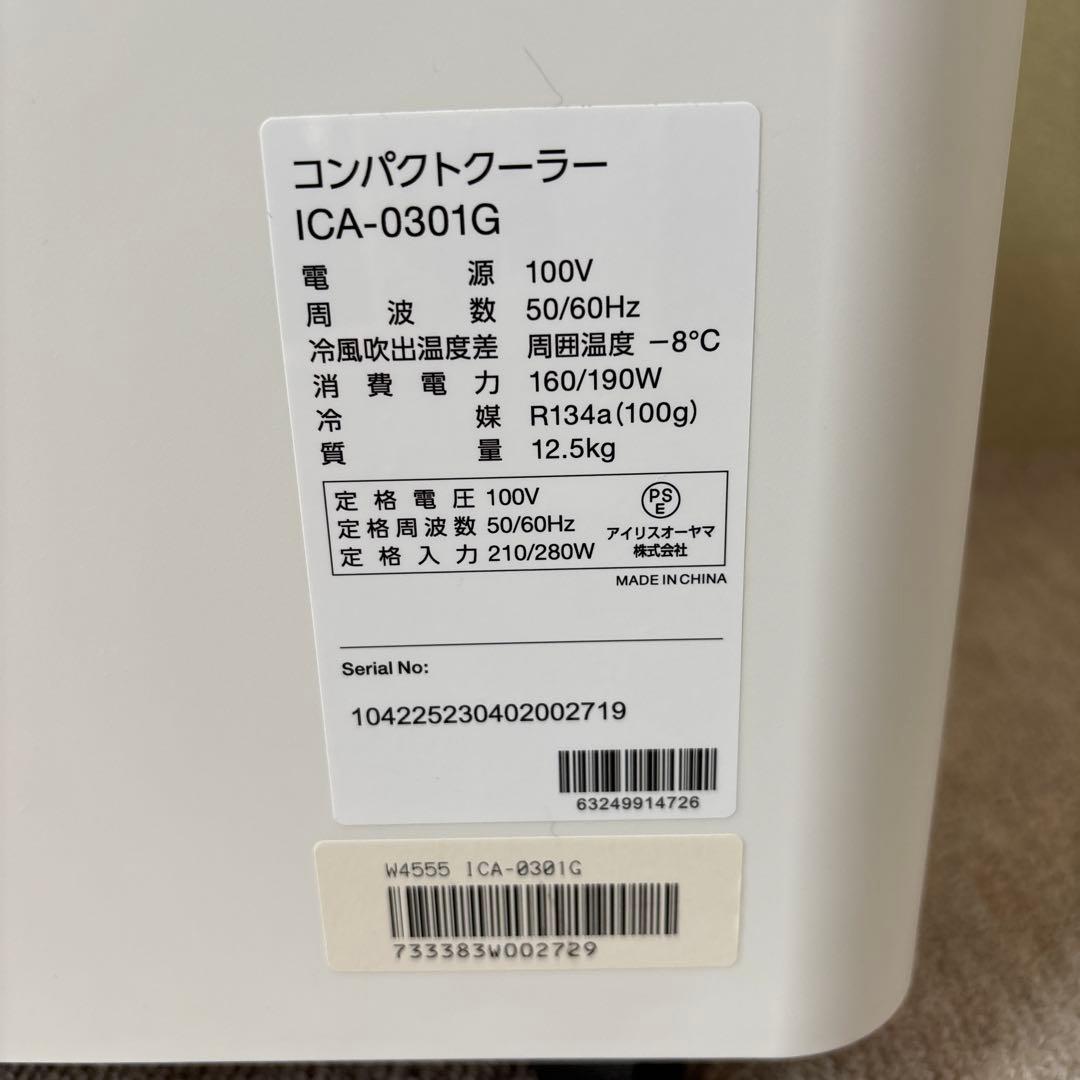 コンパクトクーラー
ICA-0301G
電源 100V
周波数 50/60Hz
冷風吹出温度差 周囲温度 −8℃
消費電力 160/190W
冷媒 R134a(100g)
質量 12.5kg
定格電圧 100V
定格周波数 50/60Hz
定格入力 210/280W
PSE
アイリスオーヤマ
株式会社
MADE IN CHINA
Serial No:
104225230402002719
63249914726
W4555 ICA-0301G
733383W002729